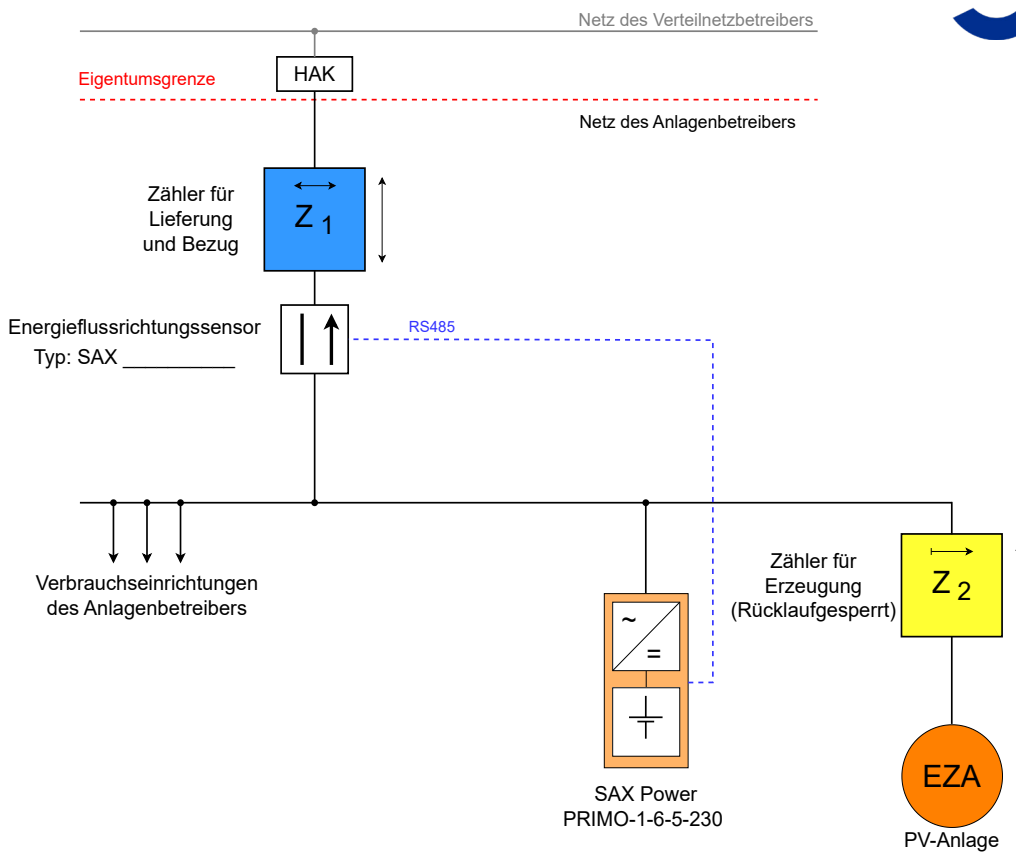 Netz des Verteilnetzbetreibers
HAK
Eigentumsgrenze
Netz des Anlagenbetreibers
Zähler für
Lieferung
und Bezug
Z 1
Energieflussrichtungssensor
Typ: SAX __________
RS485
Verbrauchseinrichtungen
des Anlagenbetreibers
~
=
SAX Power
PRIMO-1-6-5-230
Zähler für
Erzeugung
(Rücklaufgesperrt)
Z 2
EZA
PV-Anlage